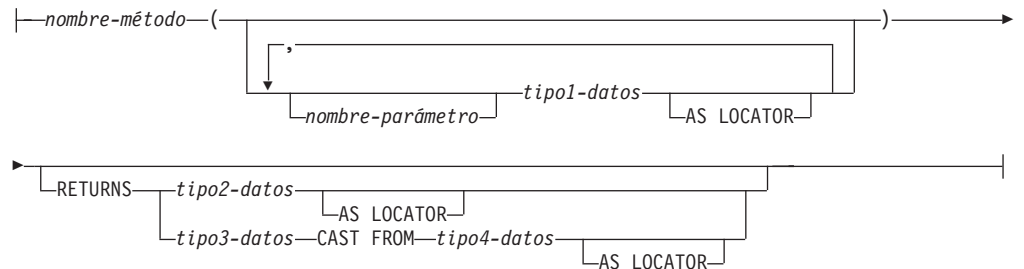 nombre-método ( )
,
nombre-parámetro tipo1-datos AS LOCATOR
RETURNS tipo2-datos AS LOCATOR
tipo3-datos CAST FROM tipo4-datos AS LOCATOR